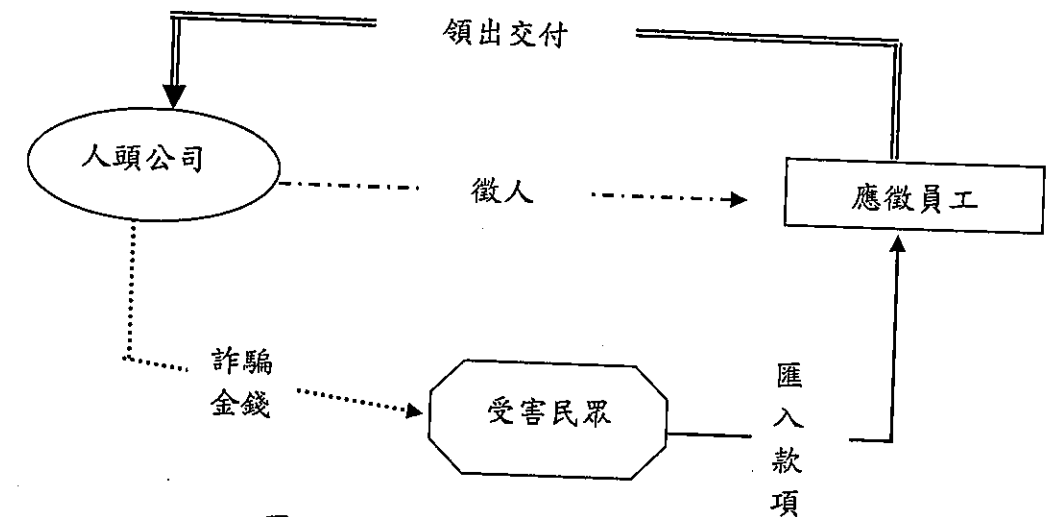 領出交付
人頭公司
徵人
應徵員工
詐騙
金錢
受害民眾
匯
入
款
項